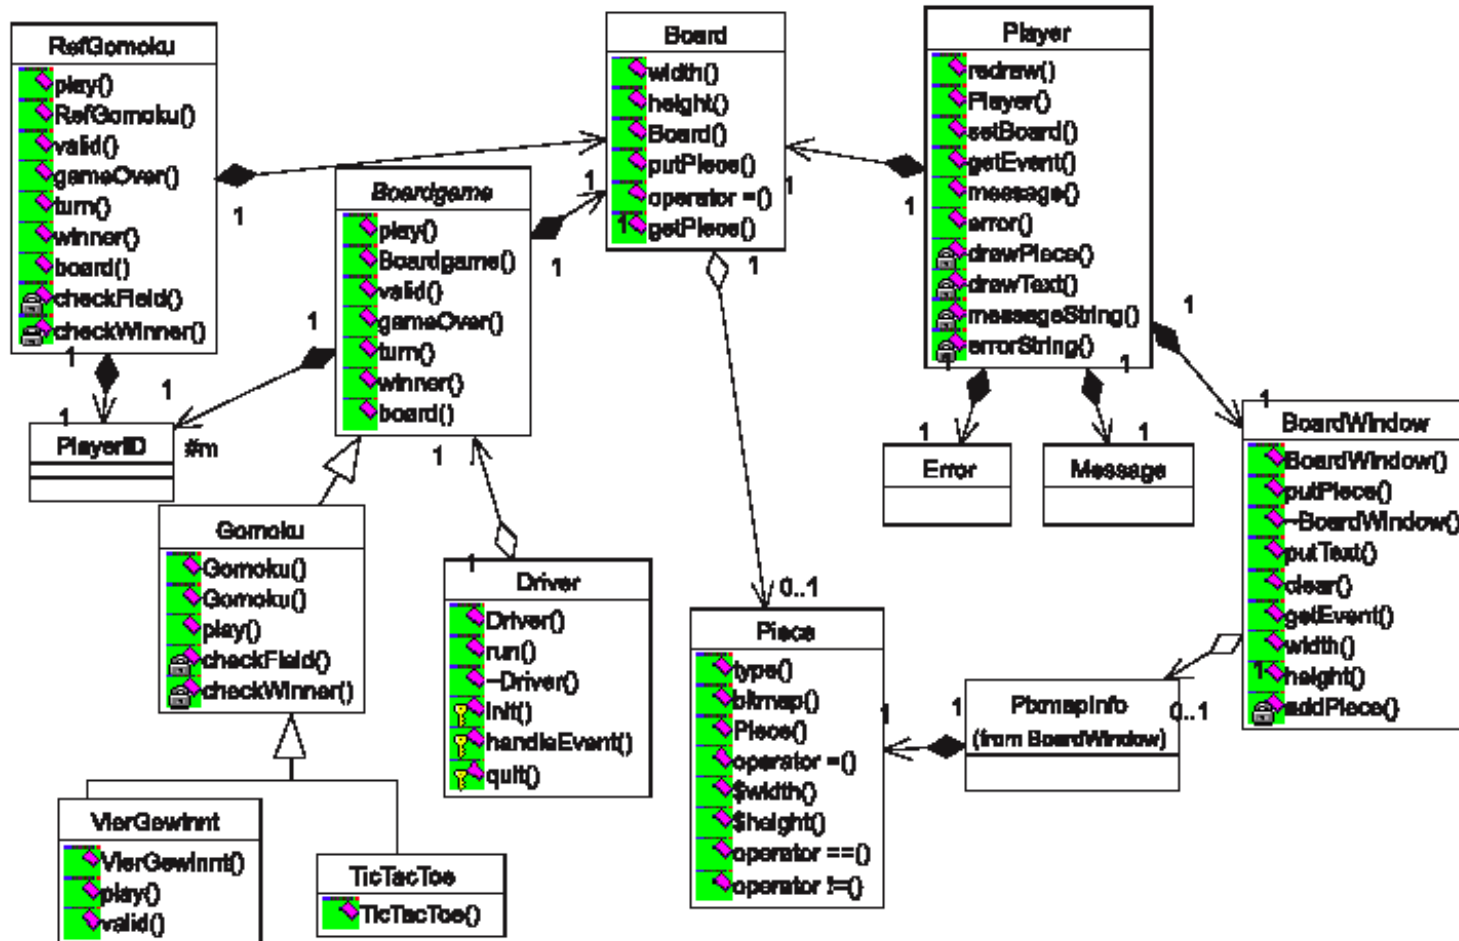 RefGomoku
play()
RefGomoku()
valid()
gameOver()
turn()
winner()
board()
checkField()
checkWinner()
1
1
1
PlayerID
1
#m
1
Boardgame
play()
Boardgame()
valid()
gameOver()
turn()
winner()
board()
1
1
1
Board
width()
height()
Board()
putPiece()
operator =()
getPiece()
1
1
1
Player
redraw()
Player()
setBoard()
getEvent()
message()
error()
drawPiece()
drawText()
messageString()
errorString()
1
1
1
1
1
1
1
Error
Message
BoardWindow
BoardWindow()
putPiece()
~BoardWindow()
putText()
clear()
getEvent()
width()
height()
addPiece()
1
0..1
Gomoku
Gomoku()
Gomoku()
play()
checkField()
checkWinner()
1
Driver
Driver()
run()
~Driver()
init()
handleEvent()
quit()
0..1
Piece
type()
bitmap()
Piece()
operator =()
$width()
$height()
operator ==()
operator !=()
1
1
PixmapInfo
(from BoardWindow)
VierGewinnt
VierGewinnt()
play()
valid()
TicTacToe
TicTacToe()